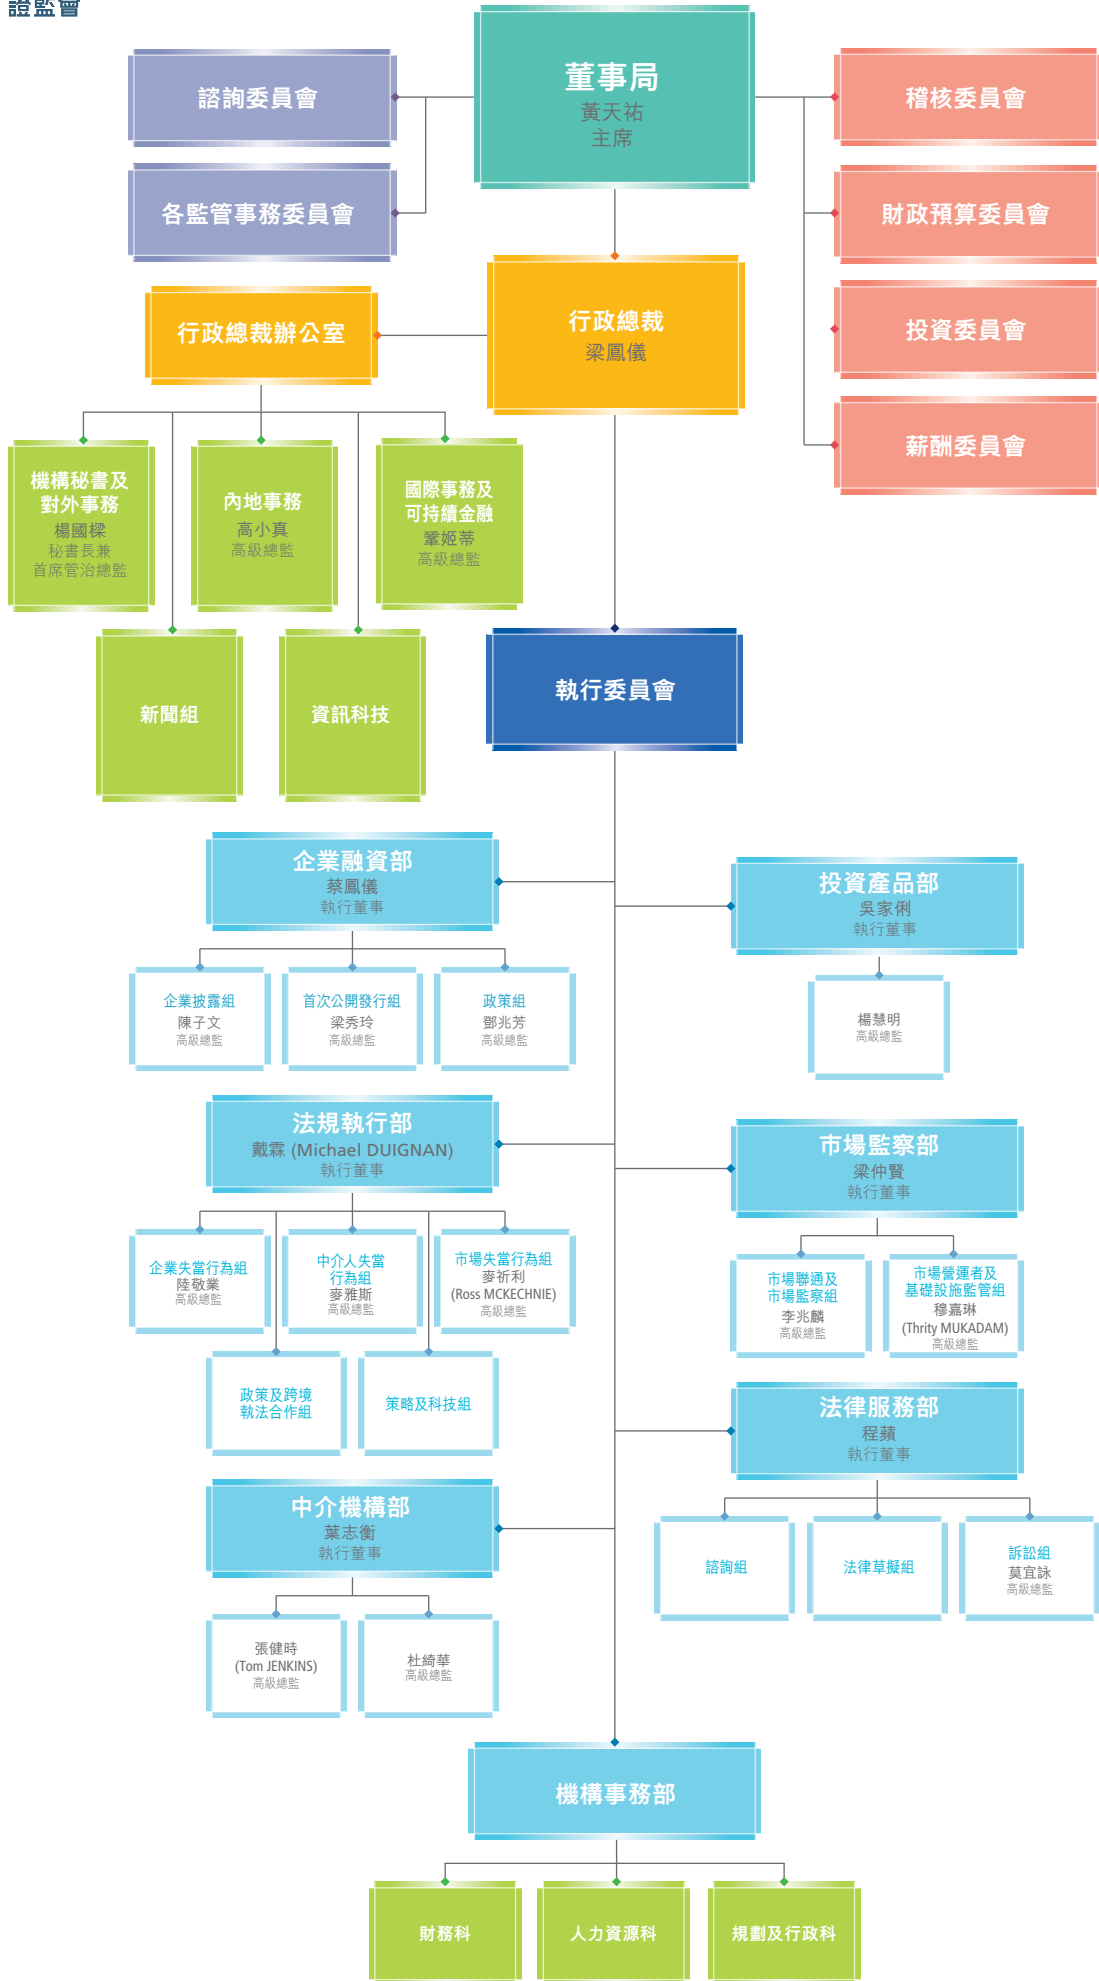 證監會
董事局
黃天祐
主席
諮詢委員會
各監管事務委員會
稽核委員會
財政預算委員會
投資委員會
薪酬委員會
行政總裁
梁鳳儀
行政總裁辦公室
機構秘書及
對外事務
楊國樑
秘書長兼
首席管治總監
內地事務
高小真
高級總監
國際事務及
可持續金融
鞏姬蒂
高級總監
新聞組
資訊科技
執行委員會
企業融資部
蔡鳳儀
執行董事
企業披露組
陳子文
高級總監
首次公開發行組
梁秀玲
高級總監
政策組
鄧兆芳
高級總監
投資產品部
吳家俐
執行董事
楊慧明
高級總監
法規執行部
戴霖 (Michael DUIGNAN)
執行董事
企業失當行為組
陸敬業
高級總監
中介人失當
行為組
麥雅斯
高級總監
市場失當行為組
麥祈利
(Ross MCKECHNIE)
高級總監
政策及跨境
執法合作組
策略及科技組
市場監察部
梁仲賢
執行董事
市場聯通及
市場監察組
李兆麟
高級總監
市場營運者及
基礎設施監管組
穆嘉琳
(Thrity MUKADAM)
高級總監
法律服務部
程蘋
執行董事
諮詢組
法律草擬組
訴訟組
莫宜詠
高級總監
中介機構部
葉志衡
執行董事
張健時
(Tom JENKINS)
高級總監
杜綺華
高級總監
機構事務部
財務科
人力資源科
規劃及行政科